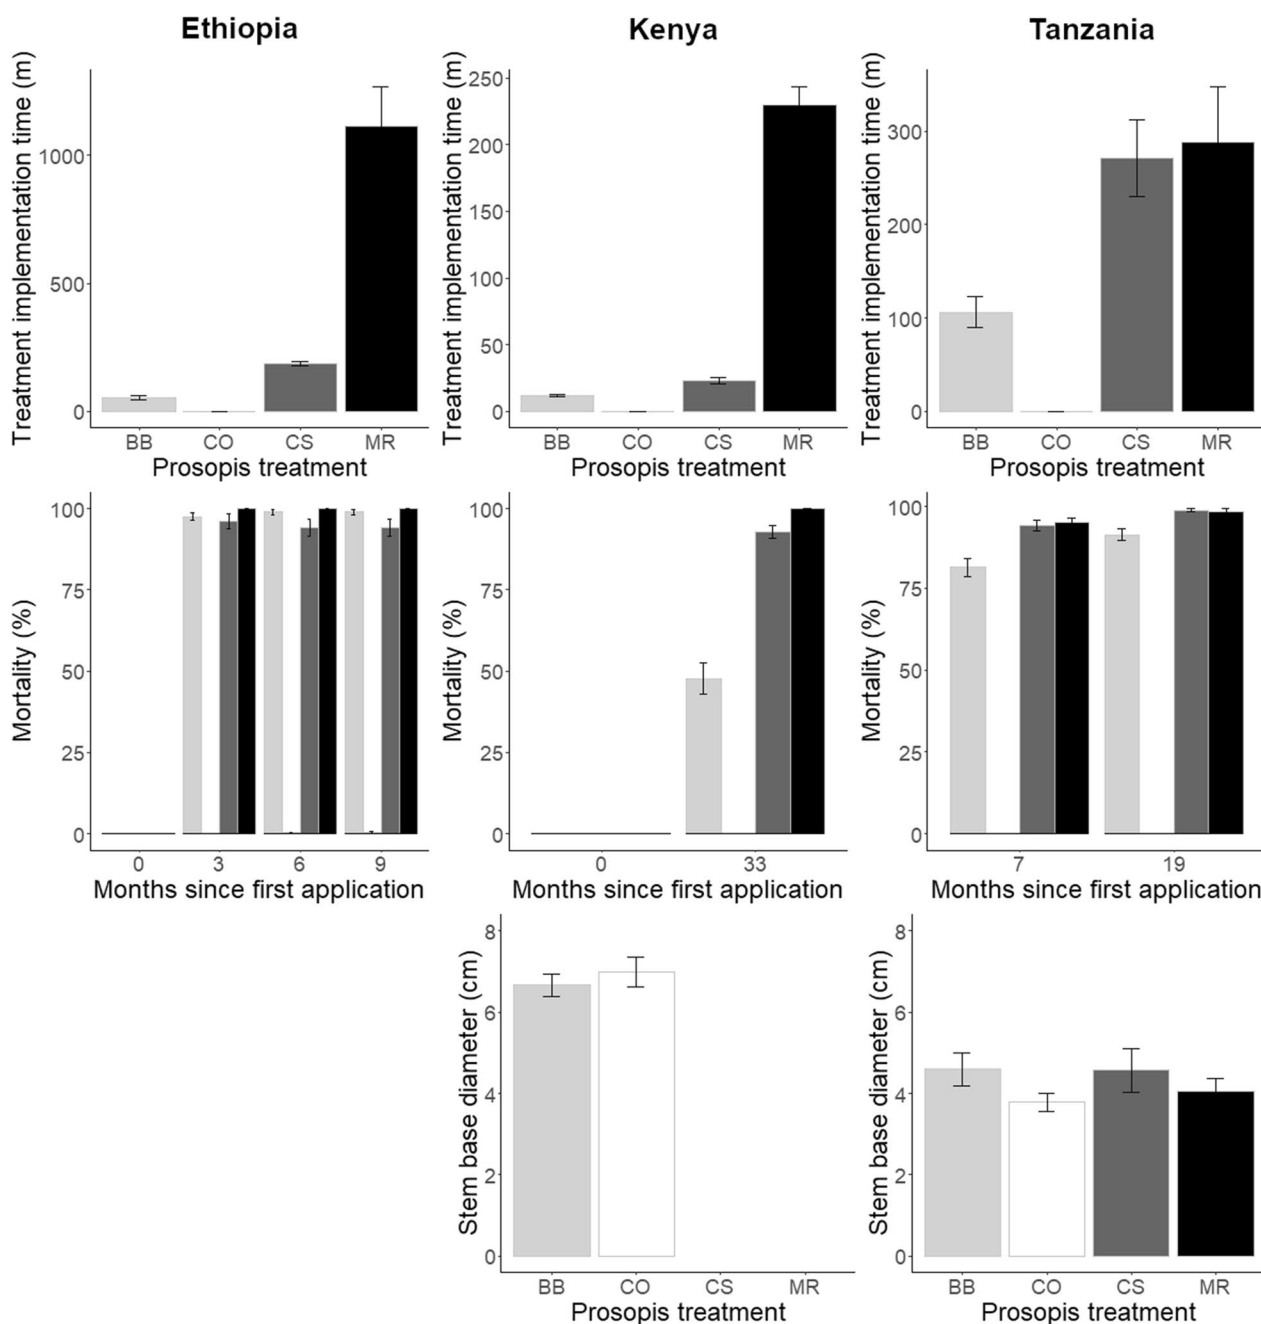 Ethiopia
Kenya
Tanzania
Treatment implementation time (m)
1000
500
0
BB CO CS MR
Prosopis treatment
Treatment implementation time (m)
250
200
150
100
50
0
BB CO CS MR
Prosopis treatment
Treatment implementation time (m)
300
200
100
0
BB CO CS MR
Prosopis treatment
Mortality (%)
100
75
50
25
0
0 3 6 9
Months since first application
Mortality (%)
100
75
50
25
0
0 33
Months since first application
Mortality (%)
100
75
50
25
0
7 19
Months since first application
Stem base diameter (cm)
8
6
4
2
0
BB CO CS MR
Prosopis treatment
Stem base diameter (cm)
8
6
4
2
0
BB CO CS MR
Prosopis treatment